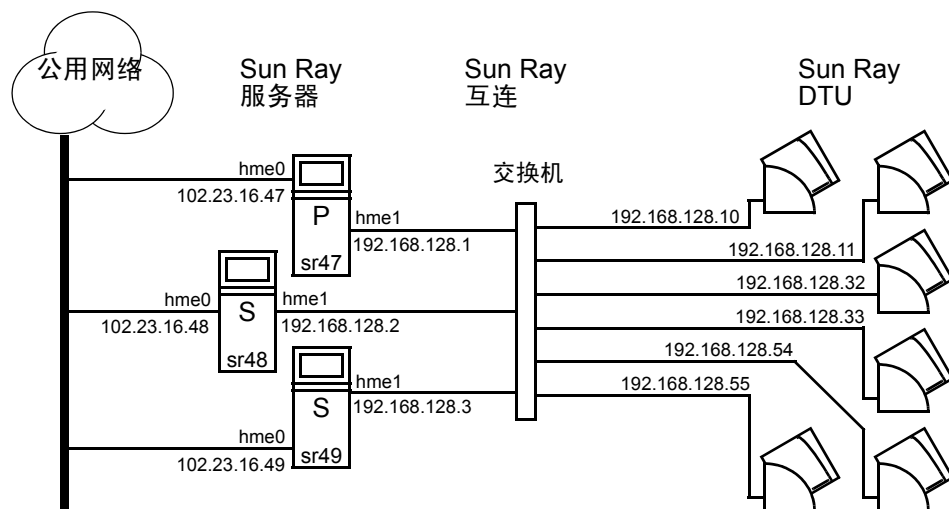 公用网络
Sun Ray
服务器
Sun Ray
互连
Sun Ray
DTU
hme0
102.23.16.47
P
sr47
hme1
192.168.128.1
交换机
192.168.128.10
192.168.128.11
192.168.128.32
192.168.128.33
192.168.128.54
192.168.128.55
hme0
102.23.16.48
S
sr48
hme1
192.168.128.2
hme1
192.168.128.3
S
sr49
hme0
102.23.16.49